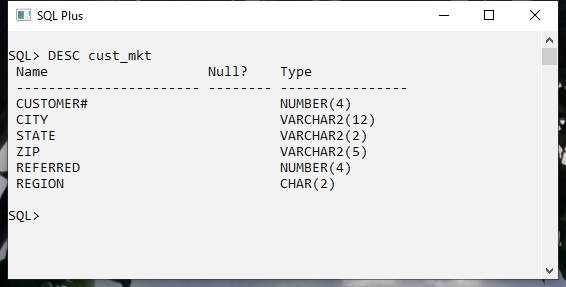 SQL Plus
SQL> DESC cust_mkt
Name Null? Type
----------------------- -------- ----------------
CUSTOMER# NUMBER(4)
CITY VARCHAR2(12)
STATE VARCHAR2(2)
ZIP VARCHAR2(5)
REFERRED NUMBER(4)
REGION CHAR(2)
SQL>